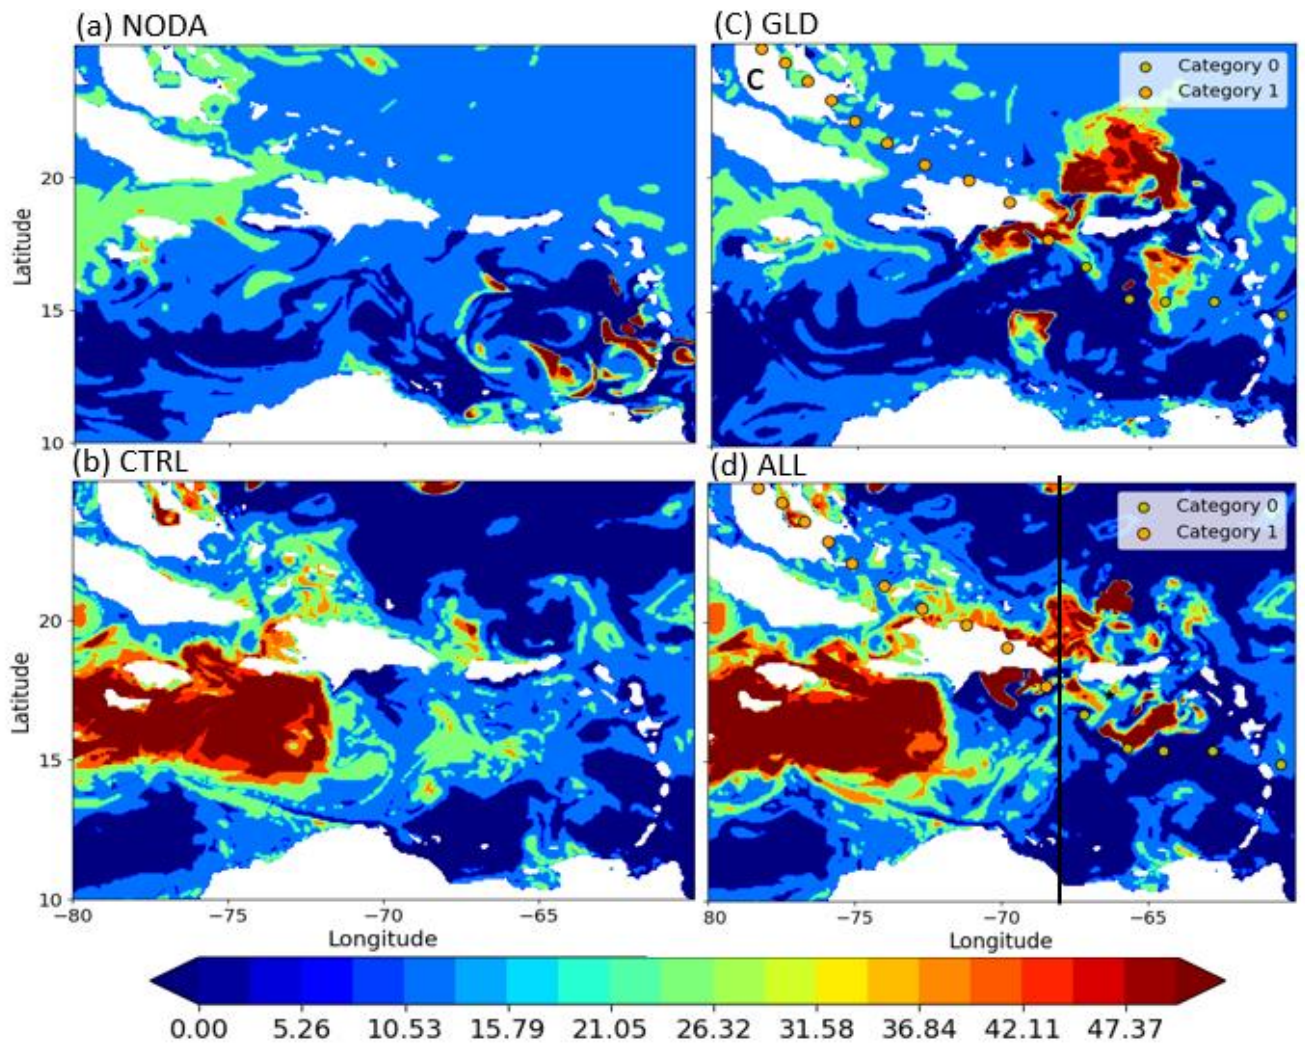 (a) NODA
(C) GLD
20
15
10
Latitude
C
Category 0
Category 1
(b) CTRL
(d) ALL
20
15
10
Latitude
Category 0
Category 1
−80
−75
−70
−65
Longitude
80
−75
−70
−65
Longitude
0.00
5.26
10.53
15.79
21.05
26.32
31.58
36.84
42.11
47.37